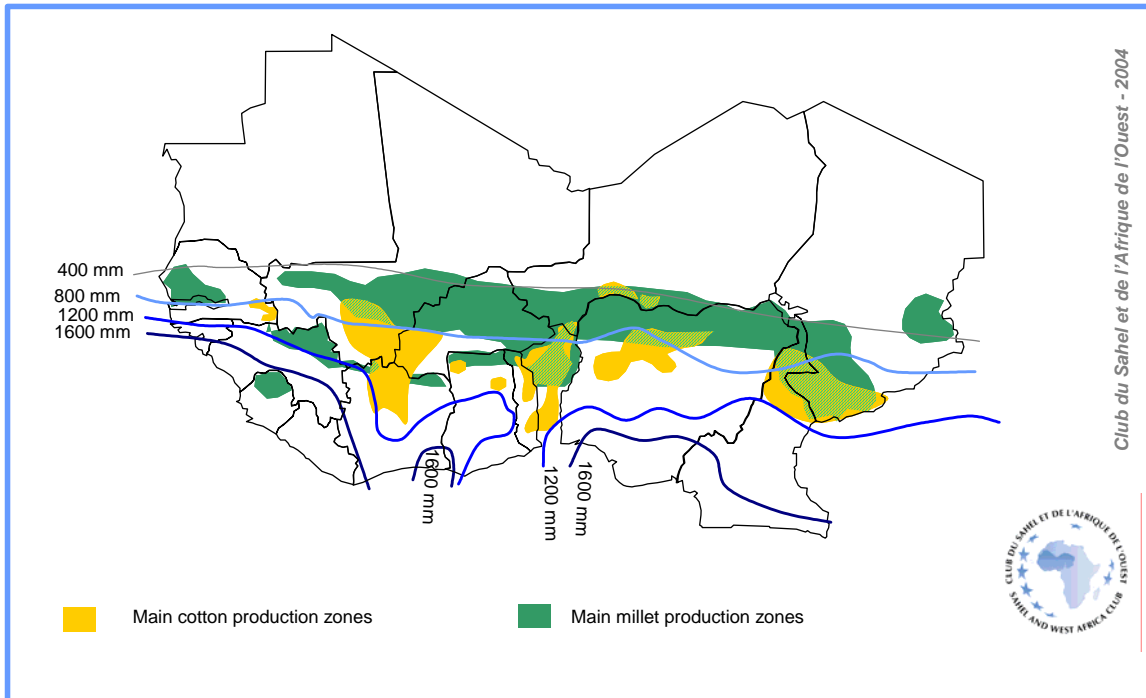 Club du Sahel et de l'Afrique de l'Ouest - 2004
400 mm
800 mm
1200 mm
1600 mm
1600 mm
1200 mm
1600 mm
Main cotton production zones
Main millet production zones
CLUB DU SAHEL ET DE L'AFRIQUE DE L'OUEST
SAHEL AND WEST AFRICA CLUB